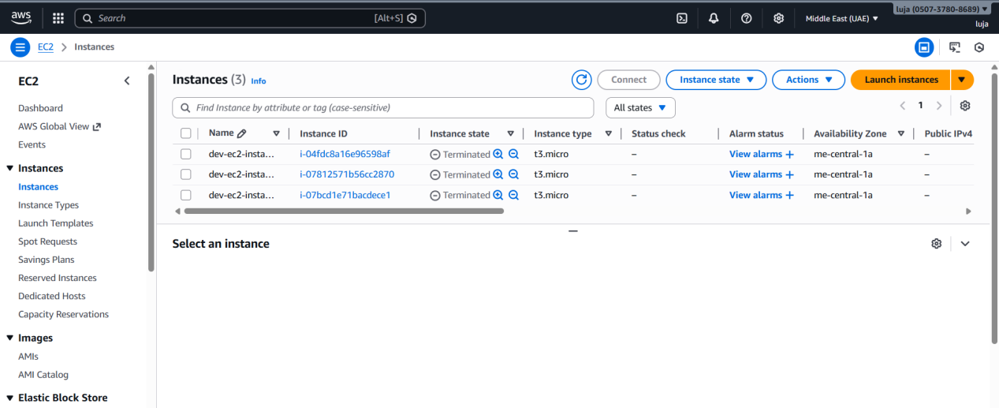 aws Search [Alt+S] Middle East (UAE) luja (0507-3780-8689)
luja
EC2 Instances
EC2
Dashboard
AWS Global View
Events
Instances
Instances
Instance Types
Launch Templates
Spot Requests
Savings Plans
Reserved Instances
Dedicated Hosts
Capacity Reservations
Images
AMIs
AMI Catalog
Elastic Block Store
Instances (3) Info Connect Instance state Actions Launch instances
Find Instance by attribute or tag (case-sensitive) All states 1
Name Instance ID Instance state Instance type Status check Alarm status Availability Zone Public IPv4
dev-ec2-insta... i-04fdc8a16e96598af Terminated t3.micro – View alarms + me-central-1a –
dev-ec2-insta... i-07812571b56cc2870 Terminated t3.micro – View alarms + me-central-1a –
dev-ec2-insta... i-07bcd1e71bacdece1 Terminated t3.micro – View alarms + me-central-1a –
Select an instance